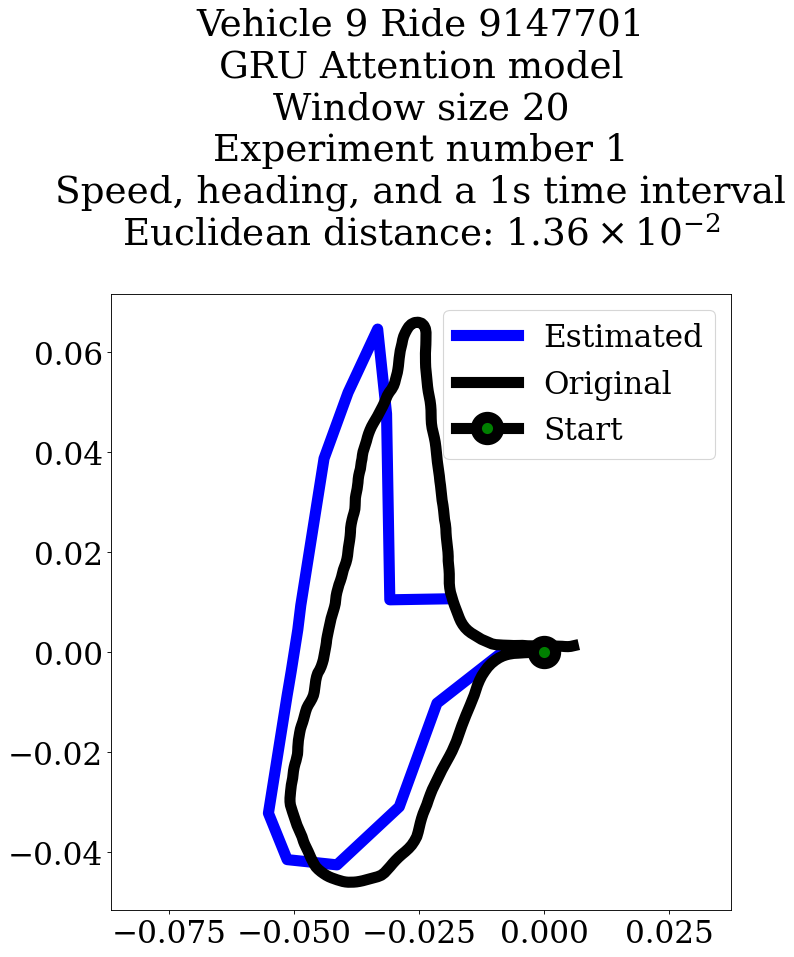 Vehicle 9 Ride 9147701
GRU Attention model
Window size 20
Experiment number 1
Speed, heading, and a 1s time interval
Euclidean distance: 1.36 × 10⁻²
Estimated
Original
Start
0.06
0.04
0.02
0.00
−0.02
−0.04
−0.075 −0.050 −0.025 0.000 0.025